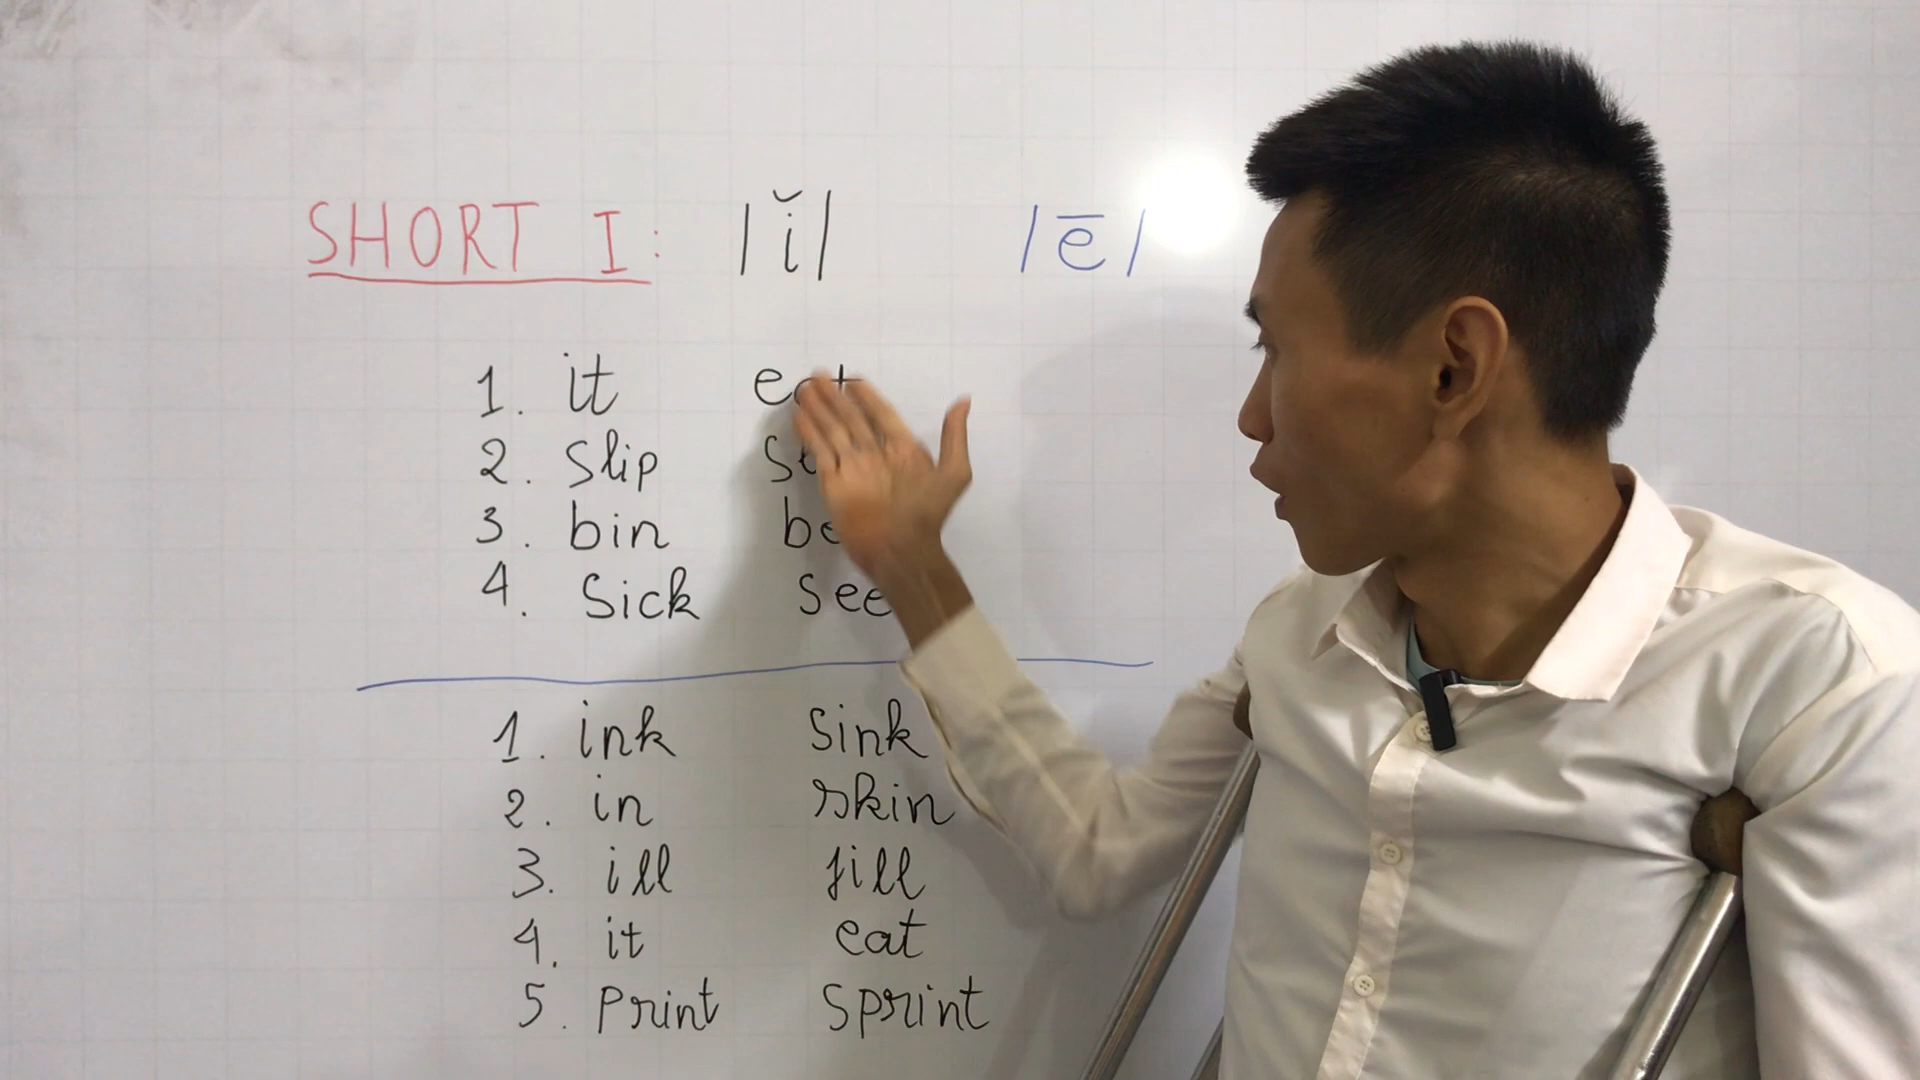 SHORT I: /ĭ/ /ē/
1. it
2. slip
3. bin
4. sick
1. ink sink
2. in skin
3. ill fill
4. it eat
5. print sprint